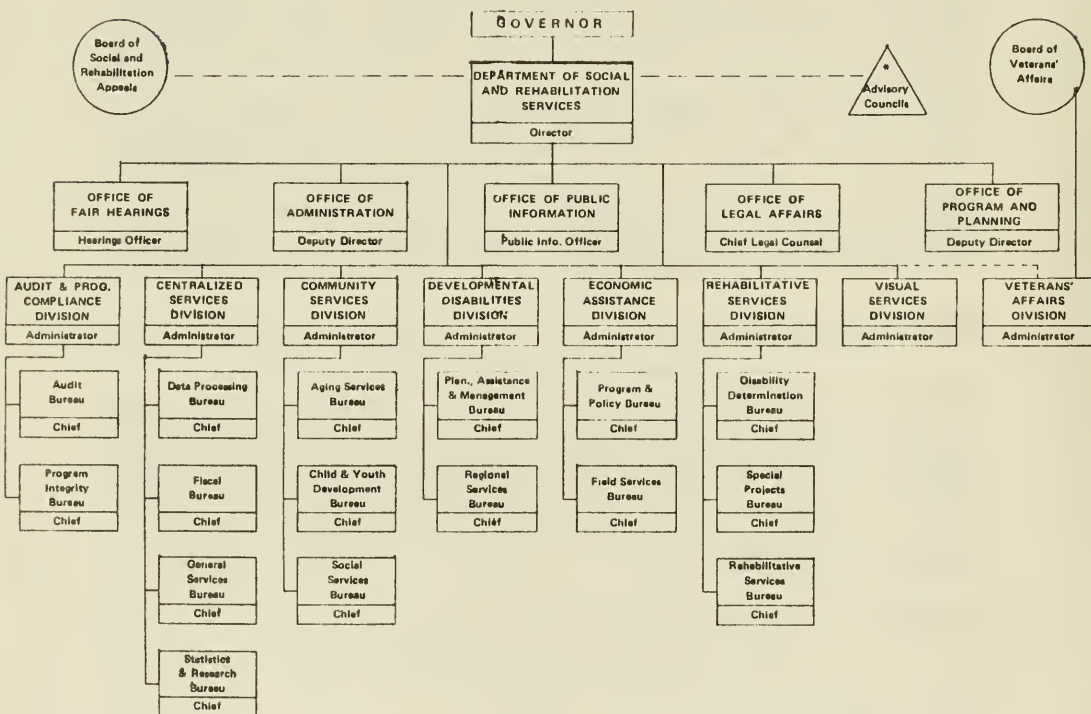 GOVERNOR
Board of
Social and
Rehabilitation
Appeals
DEPARTMENT OF SOCIAL
AND REHABILITATION
SERVICES
Director
*
Advisory
Councils
Board of
Veterans'
Affairs
OFFICE OF
FAIR HEARINGS
Hearings Officer
OFFICE OF
ADMINISTRATION
Deputy Director
OFFICE OF PUBLIC
INFORMATION
Public Info. Officer
OFFICE OF
LEGAL AFFAIRS
Chief Legal Counsel
OFFICE OF
PROGRAM AND
PLANNING
Deputy Director
AUDIT & PROG.
COMPLIANCE
DIVISION
Administrator
CENTRALIZED
SERVICES
DIVISION
Administrator
COMMUNITY
SERVICES
DIVISION
Administrator
DEVELOPMENTAL
DISABILITIES
DIVISION
Administrator
ECONOMIC
ASSISTANCE
DIVISION
Administrator
REHABILITATIVE
SERVICES
DIVISION
Administrator
VISUAL
SERVICES
DIVISION
Administrator
VETERANS'
AFFAIRS
DIVISION
Administrator
Audit
Bureau
Chief
Data Processing
Bureau
Chief
Aging Services
Bureau
Chief
Plan., Assistance
& Management
Bureau
Chief
Program &
Policy Bureau
Chief
Disability
Determination
Bureau
Chief
Program
Integrity
Bureau
Chief
Fiscal
Bureau
Chief
Child & Youth
Development
Bureau
Chief
Regional
Services
Bureau
Chief
Field Services
Bureau
Chief
Special
Projects
Bureau
Chief
General
Services
Bureau
Chief
Social
Services
Bureau
Chief
Rehabilitative
Services
Bureau
Chief
Statistics
& Research
Bureau
Chief